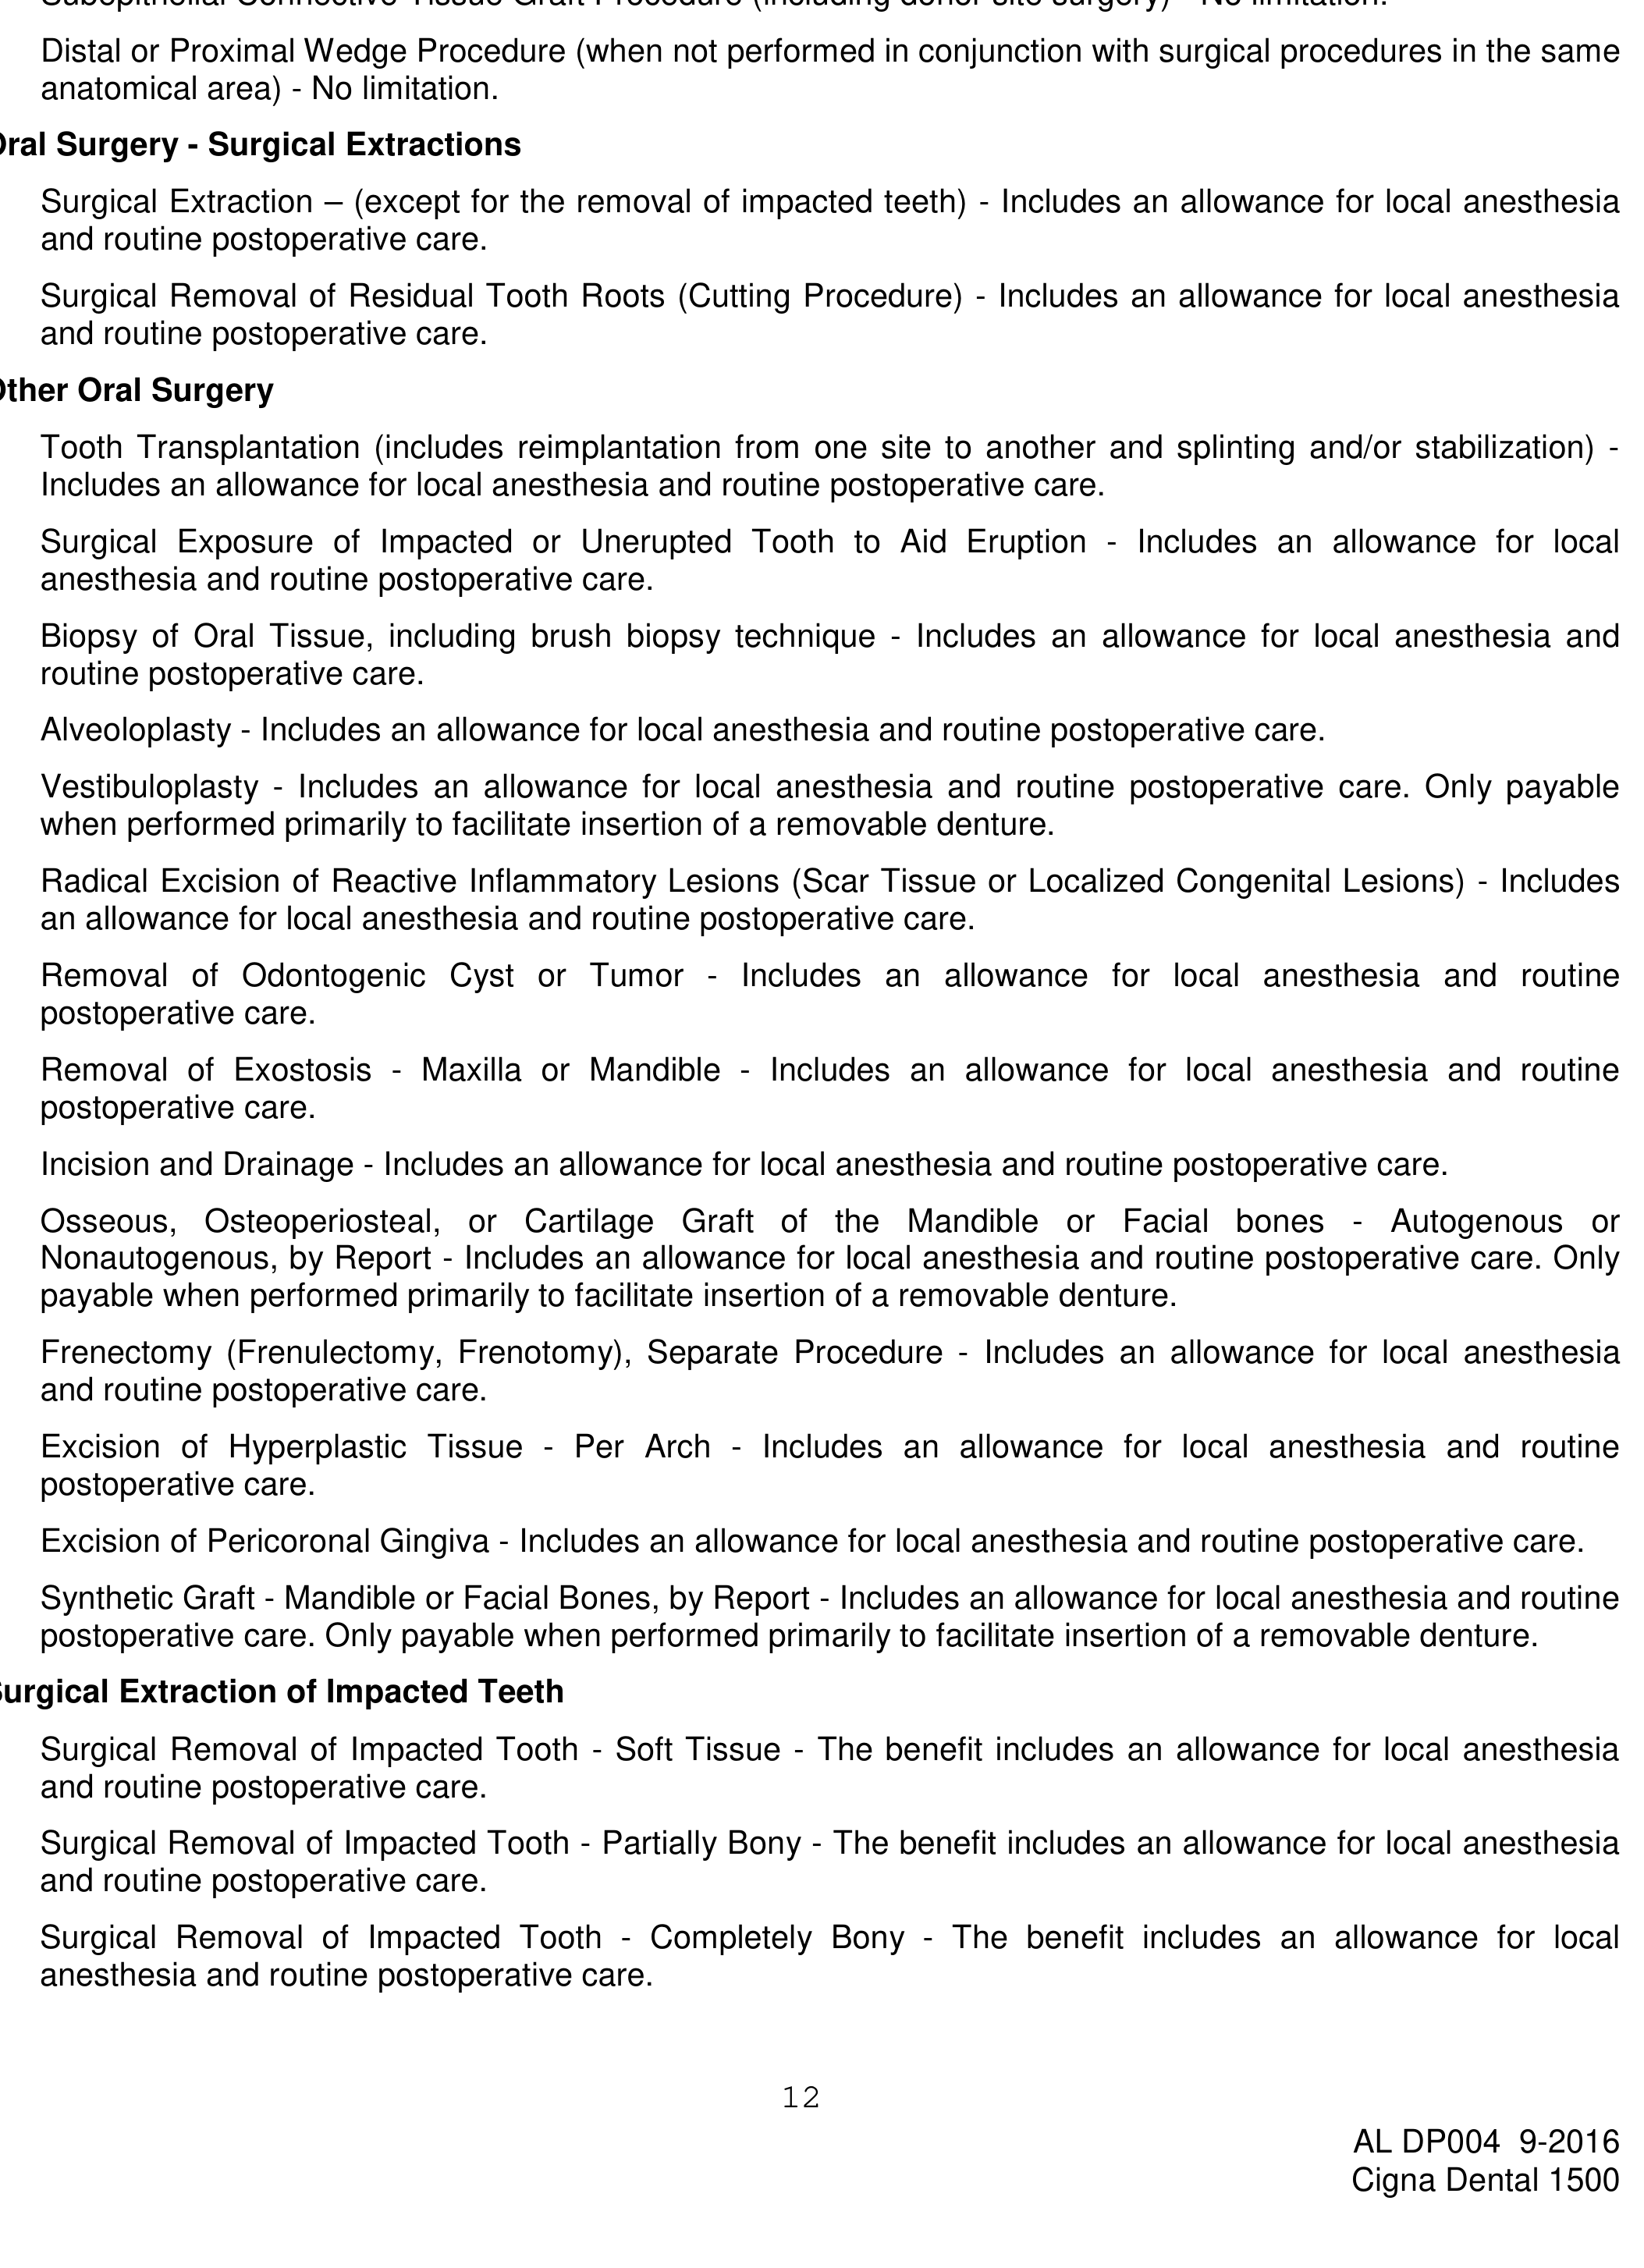 Subepithelial Connective Tissue Graft Procedure (including donor site surgery) - No limitation.
Distal or Proximal Wedge Procedure (when not performed in conjunction with surgical procedures in the same
anatomical area) - No limitation.
Oral Surgery - Surgical Extractions
Surgical Extraction – (except for the removal of impacted teeth) - Includes an allowance for local anesthesia
and routine postoperative care.
Surgical Removal of Residual Tooth Roots (Cutting Procedure) - Includes an allowance for local anesthesia
and routine postoperative care.
Other Oral Surgery
Tooth Transplantation (includes reimplantation from one site to another and splinting and/or stabilization) -
Includes an allowance for local anesthesia and routine postoperative care.
Surgical Exposure of Impacted or Unerupted Tooth to Aid Eruption - Includes an allowance for local
anesthesia and routine postoperative care.
Biopsy of Oral Tissue, including brush biopsy technique - Includes an allowance for local anesthesia and
routine postoperative care.
Alveoloplasty - Includes an allowance for local anesthesia and routine postoperative care.
Vestibuloplasty - Includes an allowance for local anesthesia and routine postoperative care. Only payable
when performed primarily to facilitate insertion of a removable denture.
Radical Excision of Reactive Inflammatory Lesions (Scar Tissue or Localized Congenital Lesions) - Includes
an allowance for local anesthesia and routine postoperative care.
Removal of Odontogenic Cyst or Tumor - Includes an allowance for local anesthesia and routine
postoperative care.
Removal of Exostosis - Maxilla or Mandible - Includes an allowance for local anesthesia and routine
postoperative care.
Incision and Drainage - Includes an allowance for local anesthesia and routine postoperative care.
Osseous, Osteoperiosteal, or Cartilage Graft of the Mandible or Facial bones - Autogenous or
Nonautogenous, by Report - Includes an allowance for local anesthesia and routine postoperative care. Only
payable when performed primarily to facilitate insertion of a removable denture.
Frenectomy (Frenulectomy, Frenotomy), Separate Procedure - Includes an allowance for local anesthesia
and routine postoperative care.
Excision of Hyperplastic Tissue - Per Arch - Includes an allowance for local anesthesia and routine
postoperative care.
Excision of Pericoronal Gingiva - Includes an allowance for local anesthesia and routine postoperative care.
Synthetic Graft - Mandible or Facial Bones, by Report - Includes an allowance for local anesthesia and routine
postoperative care. Only payable when performed primarily to facilitate insertion of a removable denture.
Surgical Extraction of Impacted Teeth
Surgical Removal of Impacted Tooth - Soft Tissue - The benefit includes an allowance for local anesthesia
and routine postoperative care.
Surgical Removal of Impacted Tooth - Partially Bony - The benefit includes an allowance for local anesthesia
and routine postoperative care.
Surgical Removal of Impacted Tooth - Completely Bony - The benefit includes an allowance for local
anesthesia and routine postoperative care.
12
AL DP004 9-2016
Cigna Dental 1500